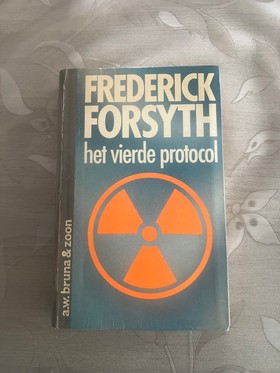 FREDERICK
FORSYTH
het vierde protocol
a.w. bruna & zoon